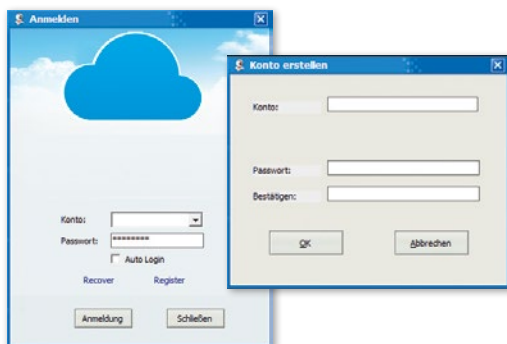 Anmelden
Konto:
Passwort: ********
Auto Login
Recover Register
Anmeldung Schließen
Konto erstellen
Konto:
Passwort:
Bestätigen:
OK Abbrechen